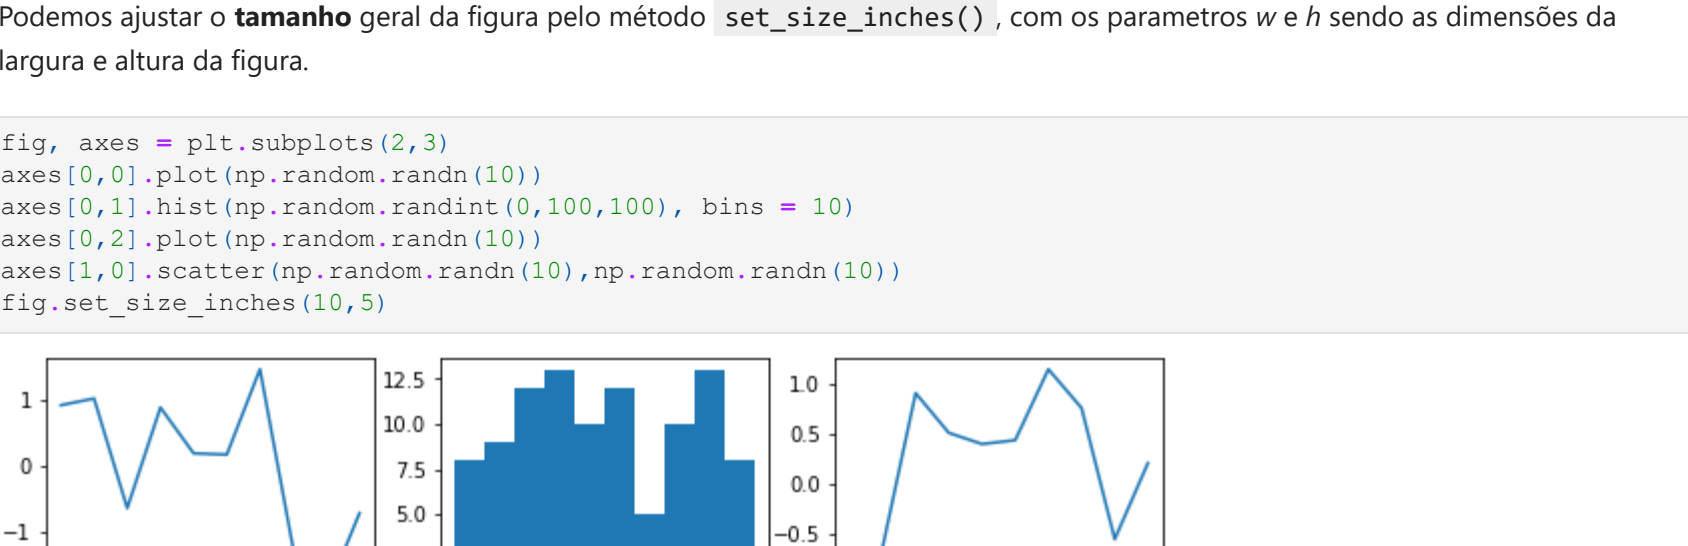 Podemos ajustar o tamanho geral da figura pelo método set_size_inches() , com os parametros w e h sendo as dimensões da
largura e altura da figura.
fig, axes = plt.subplots(2,3)
axes[0,0].plot(np.random.randn(10))
axes[0,1].hist(np.random.randint(0,100,100), bins = 10)
axes[0,2].plot(np.random.randn(10))
axes[1,0].scatter(np.random.randn(10),np.random.randn(10))
fig.set_size_inches(10,5)
1
0
−1
12.5
10.0
7.5
5.0
1.0
0.5
0.0
−0.5